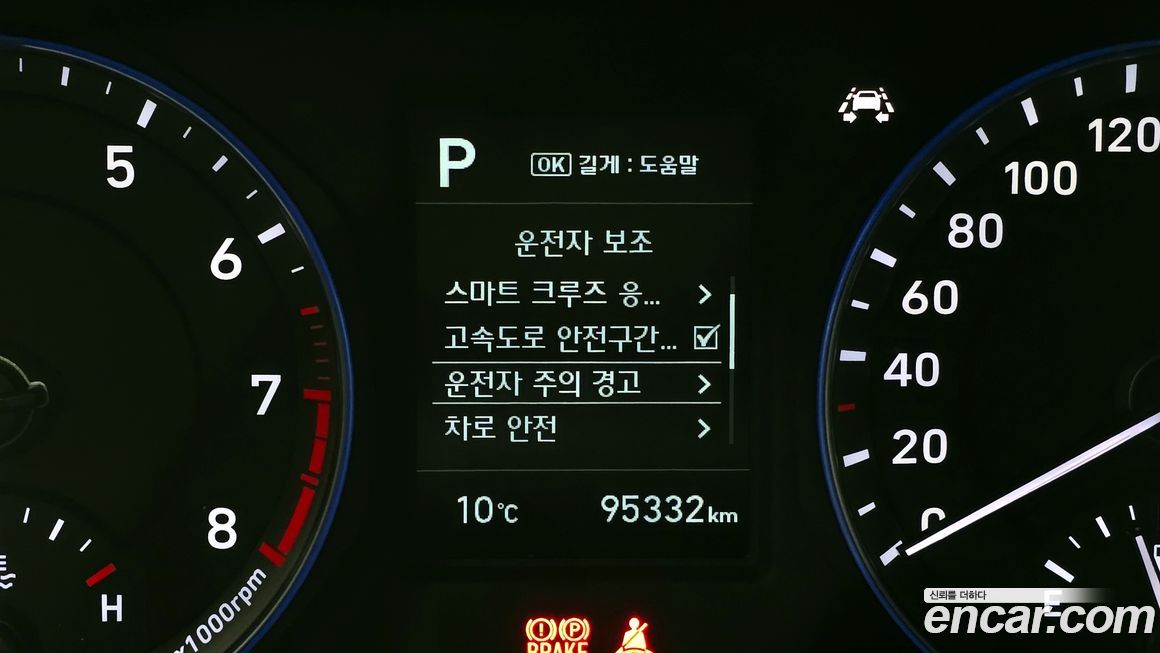 5
6
7
8
x1000rpm
H
P
OK 길게 : 도움말
운전자 보조
스마트 크루즈 응...
고속도로 안전구간...
운전자 주의 경고
차로 안전
10℃ 95332km
BRAKE
120
100
80
60
40
20
0
E
신뢰를 더하다
encar.com